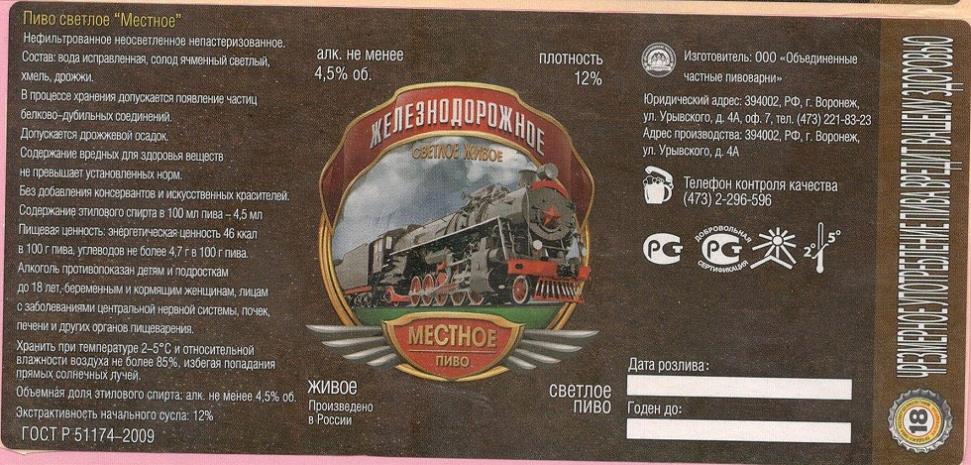 Пиво светлое "Местное"
Нефильтрованное неосветленное непастеризованное.
Состав: вода исправленная, солод ячменный светлый,
хмель, дрожжи.
В процессе хранения допускается появление частиц
белково-дубильных соединений.
Допускается дрожжевой осадок.
Содержание вредных для здоровья веществ
не превышает установленных норм.
Без добавления консервантов и искусственных красителей.
Содержание этилового спирта в 100 мл пива – 4,5 мл
Пищевая ценность: энергетическая ценность 46 ккал
в 100 г пива, углеводов не более 4,7 г в 100 г пива.
Алкоголь противопоказан детям и подросткам
до 18 лет, беременным и кормящим женщинам, лицам
с заболеваниями центральной нервной системы, почек,
печени и других органов пищеварения.
Хранить при температуре 2–5°С и относительной
влажности воздуха не более 85%, избегая попадания
прямых солнечных лучей.
Объемная доля этилового спирта: алк. не менее 4,5% об.
Экстрактивность начального сусла: 12%
ГОСТ Р 51174–2009
алк. не менее
4,5% об.
плотность
12%
ЖЕЛЕЗНОДОРОЖНОЕ
СВЕТЛОЕ ЖИВОЕ
МЕСТНОЕ
ПИВО
живое
Произведено
в России
светлое
пиво
Изготовитель: ООО «Объединенные
частные пивоварни»
Юридический адрес: 394002, РФ, г. Воронеж,
ул. Урывского, д. 4А, оф. 7, тел. (473) 221-83-23
Адрес производства: 394002, РФ, г. Воронеж,
ул. Урывского, д. 4А
Телефон контроля качества
(473) 2-296-596
РСТ
ДОБРОВОЛЬНАЯ
РСТ
СЕРТИФИКАЦИЯ
2° 5°
Дата розлива:
Годен до:
ЧРЕЗМЕРНОЕ УПОТРЕБЛЕНИЕ ПИВА ВРЕДИТ ВАШЕМУ ЗДОРОВЬЮ
18